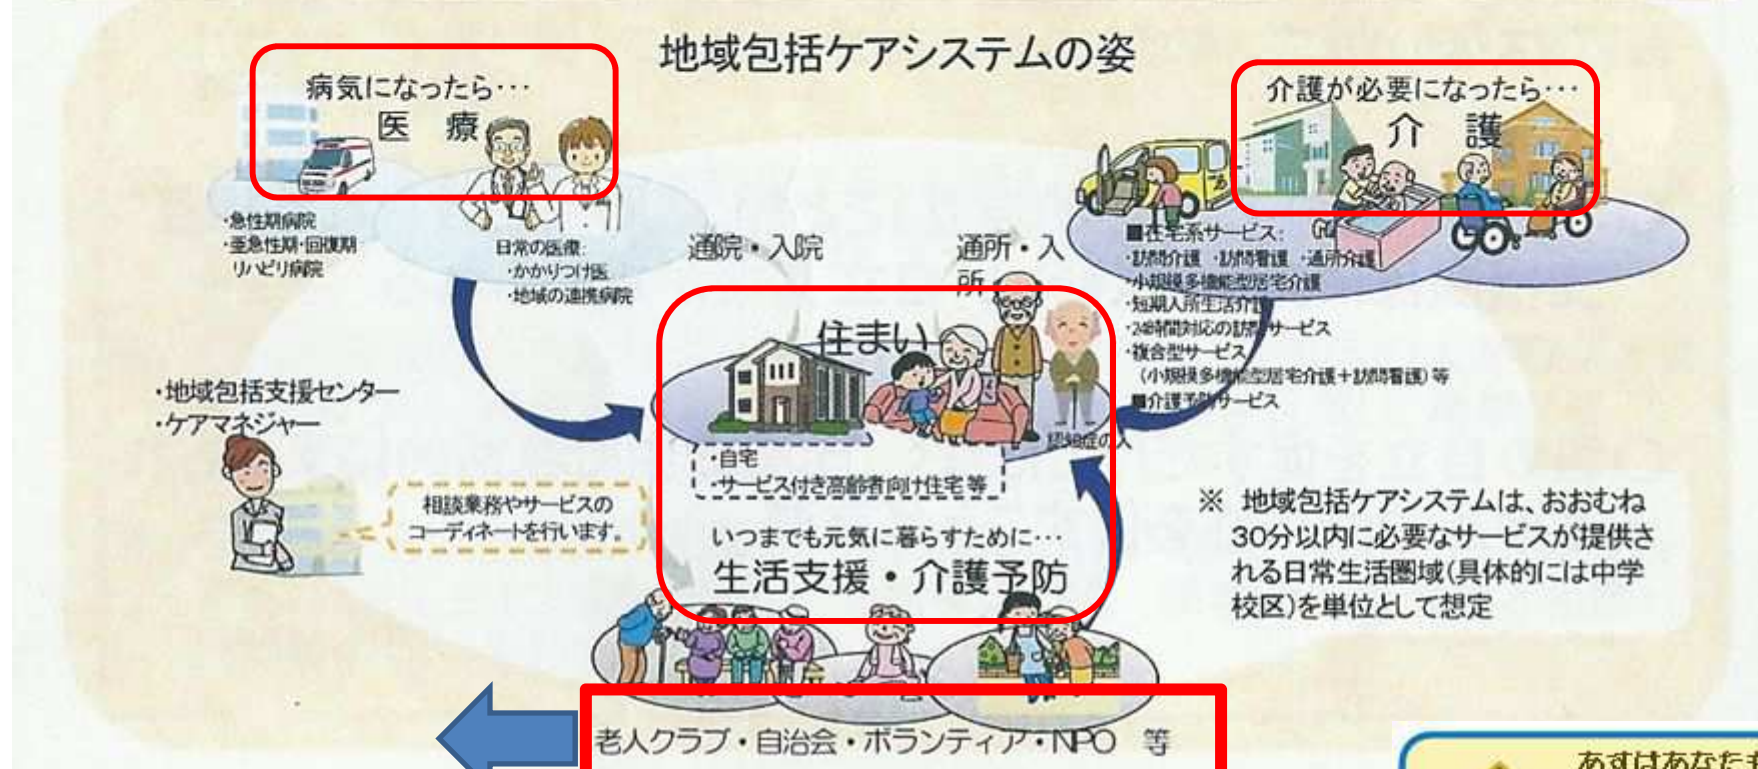 地域包括ケアシステムの姿
病気になったら･･･
医　療
介護が必要になったら･･･
介　護
･急性期病院
･亜急性期･回復期
リハビリ病院
日常の医療:
･かかりつけ医
･地域の連携病院
通院・入院
通所・入
所
■在宅系サービス:
･訪問介護　･訪問看護　･通所介護
･小規模多機能型居宅介護
･短期入所生活介護
･24時間対応の訪問サービス
･複合型サービス
(小規模多機能型居宅介護＋訪問看護)等
■介護予防サービス
住まい
認知症の人
･自宅
･サービス付き高齢者向け住宅等
･地域包括支援センター
･ケアマネジャー
相談業務やサービスの
コーディネートを行います。
いつまでも元気に暮らすために･･･
生活支援・介護予防
※　地域包括ケアシステムは、おおむね
30分以内に必要なサービスが提供さ
れる日常生活圏域(具体的には中学
校区)を単位として想定
老人クラブ・自治会・ボランティア・NPO　等
あすはあなたも